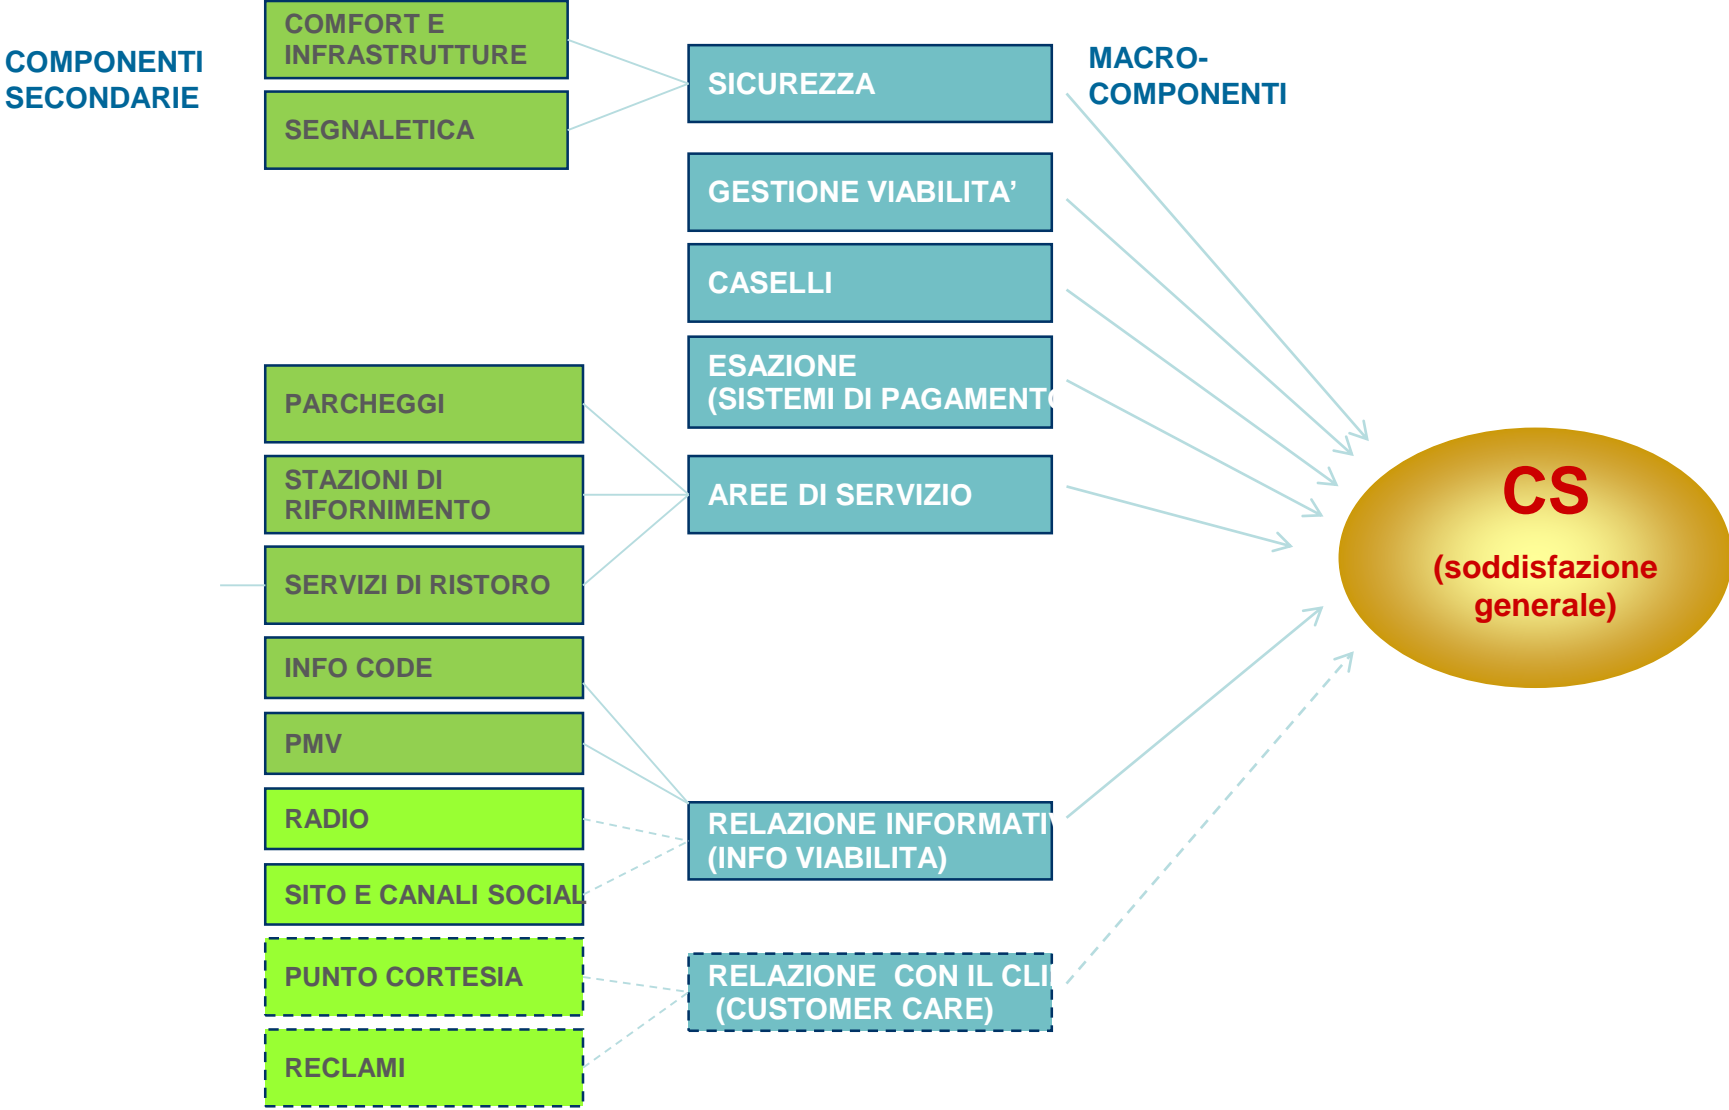 COMPONENTI
SECONDARIE
COMFORT E
INFRASTRUTTURE
SEGNALETICA
PARCHEGGI
STAZIONI DI
RIFORNIMENTO
SERVIZI DI RISTORO
INFO CODE
PMV
RADIO
SITO E CANALI SOCIAL
PUNTO CORTESIA
RECLAMI
SICUREZZA
GESTIONE VIABILITA’
CASELLI
ESAZIONE
(SISTEMI DI PAGAMENTO
AREE DI SERVIZIO
RELAZIONE INFORMATIV
(INFO VIABILITA)
RELAZIONE CON IL CLI
(CUSTOMER CARE)
MACRO-
COMPONENTI
CS
(soddisfazione
generale)